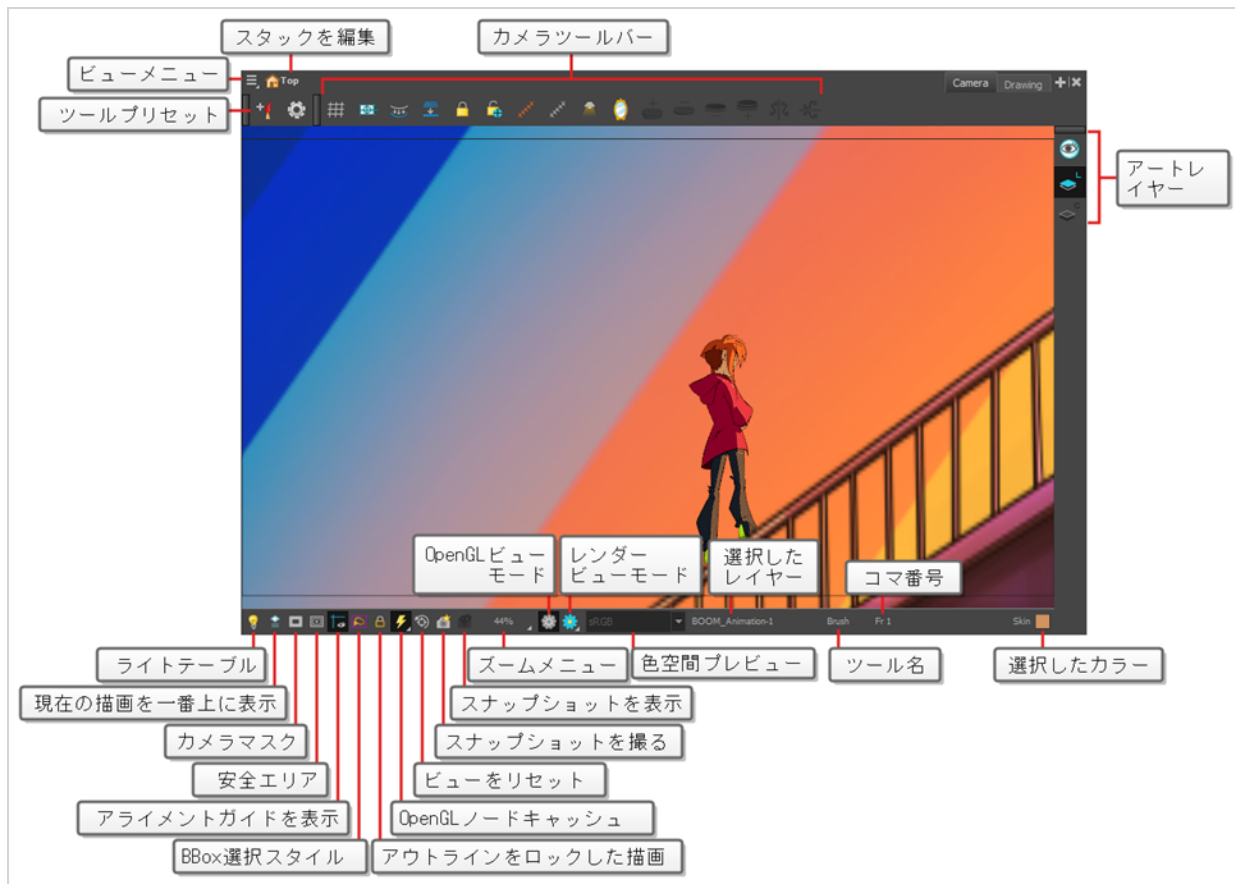 スタックを編集
カメラツールバー
ビューメニュー
Top
Camera
Drawing
ツールプリセット
アートレ
イヤー
OpenGLビュー
モード
レンダー
ビューモード
選択した
レイヤー
コマ番号
44%
sRGB
BOOM_Animation-1
Brush
Fr 1
Skin
ライトテーブル
ズームメニュー
色空間プレビュー
ツール名
選択したカラー
現在の描画を一番上に表示
スナップショットを表示
カメラマスク
スナップショットを撮る
安全エリア
ビューをリセット
アライメントガイドを表示
OpenGLノードキャッシュ
BBox選択スタイル
アウトラインをロックした描画